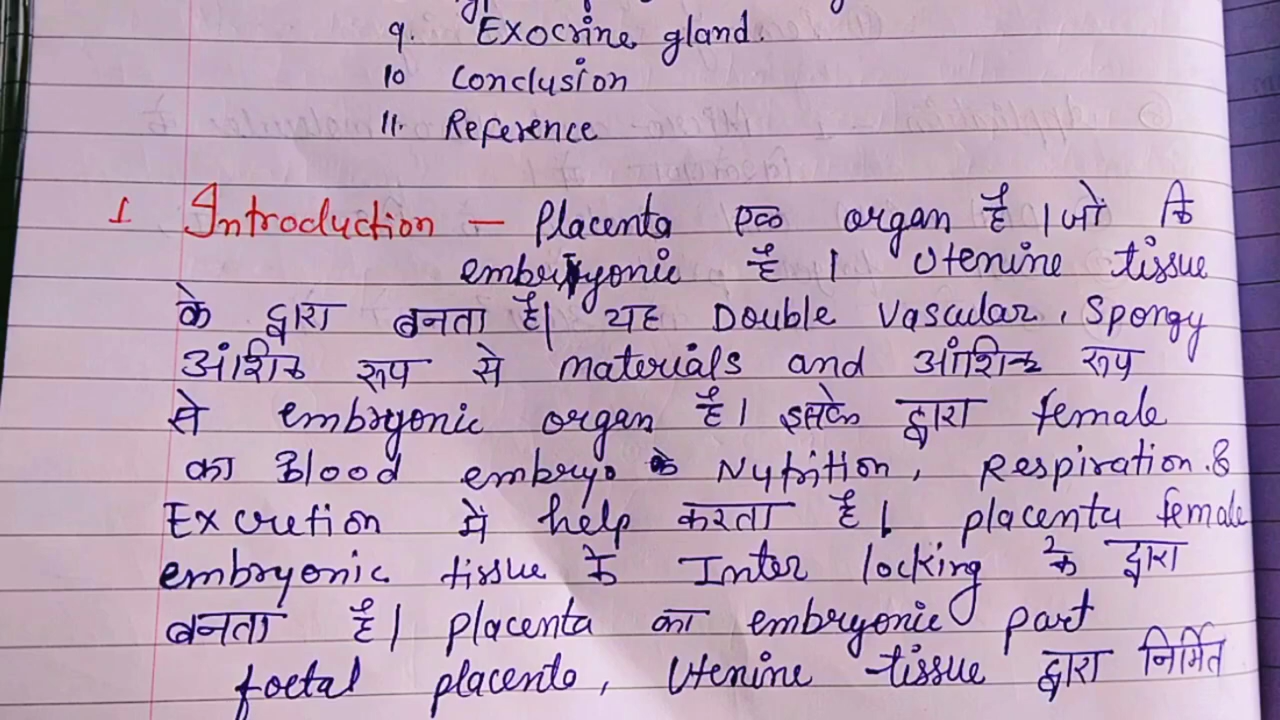 9. Exocrine gland.
10 Conclusion
11. Reference
1 Introduction - Placenta एक organ है। जो कि
embryonic है। Utenine tissue
के द्वारा बनता है। यह Double Vascular, Spongy
अंाशिक रूप से materials and अंाशिक रूप
से embryonic organ है। इसके द्वारा female
का Blood embryo के Nutrition, Respiration &
Excretion में help करता है। placenta female
embryonic tissue के Inter locking के द्वारा
बनता है। placenta का embryonic part
foetal placenta, Utenine tissue द्वारा निर्मित